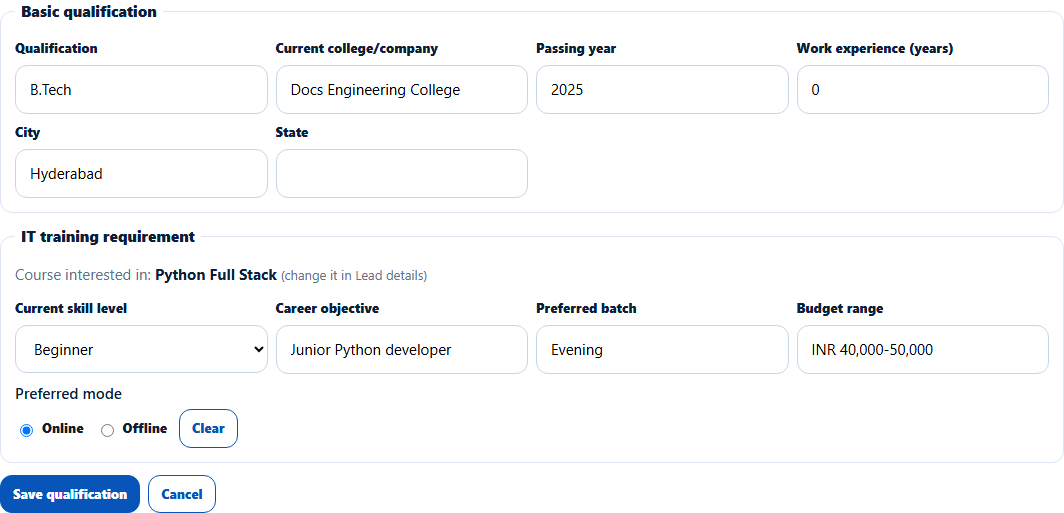 Basic qualification
Qualification Current college/company Passing year Work experience (years)
B.Tech Docs Engineering College 2025 0
City State
Hyderabad
IT training requirement
Course interested in: Python Full Stack (change it in Lead details)
Current skill level Career objective Preferred batch Budget range
Beginner Junior Python developer Evening INR 40,000-50,000
Preferred mode
Online Offline Clear
Save qualification Cancel